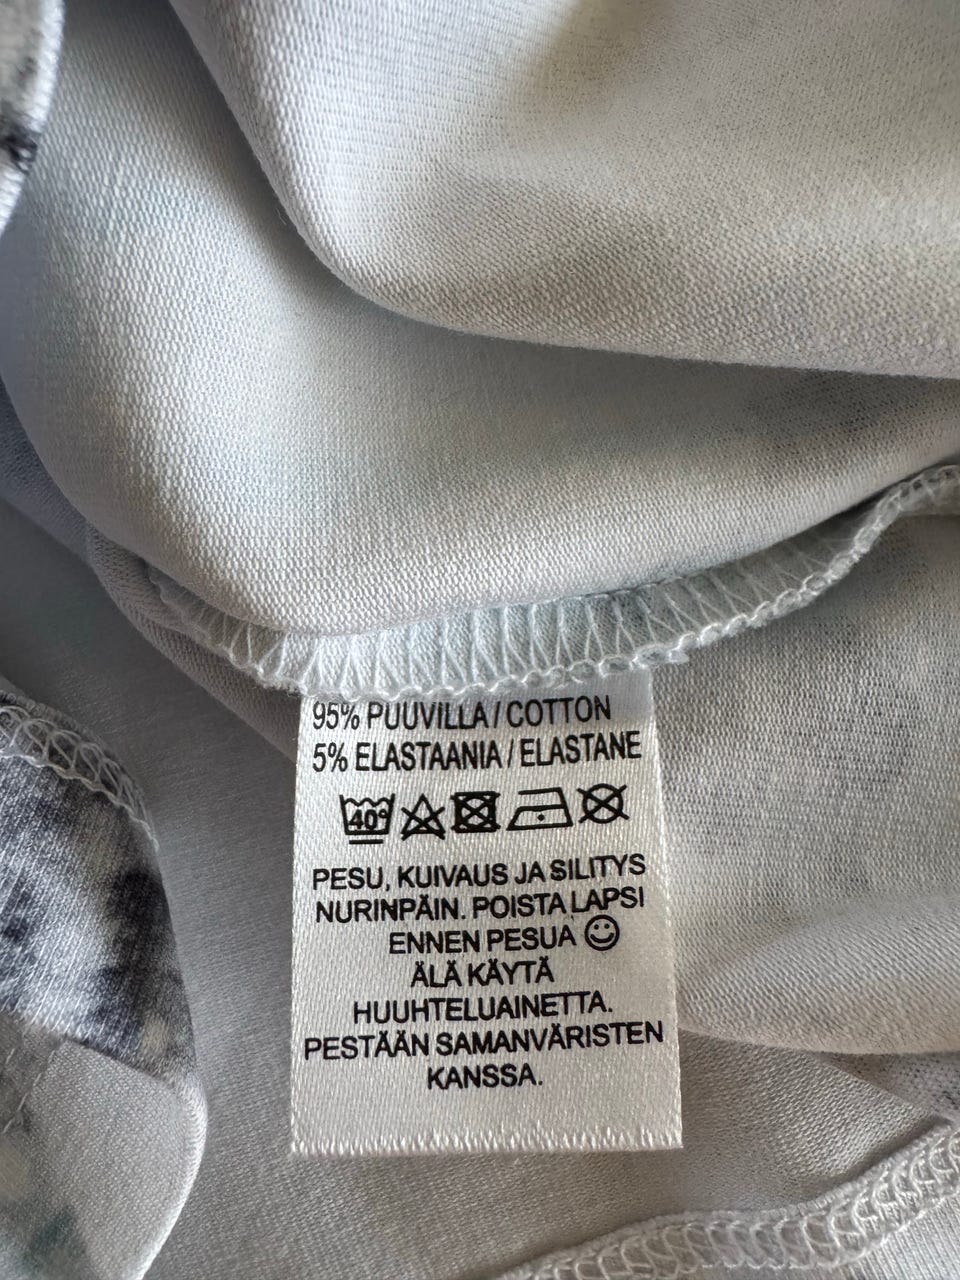 95% PUUVILLA / COTTON
5% ELASTAANIA / ELASTANE
40°
PESU, KUIVAUS JA SILITYS
NURINPÄIN. POISTA LAPSI
ENNEN PESUA ☺
ÄLÄ KÄYTÄ
HUUHTELUAINETTA.
PESTÄÄN SAMANVÄRISTEN
KANSSA.